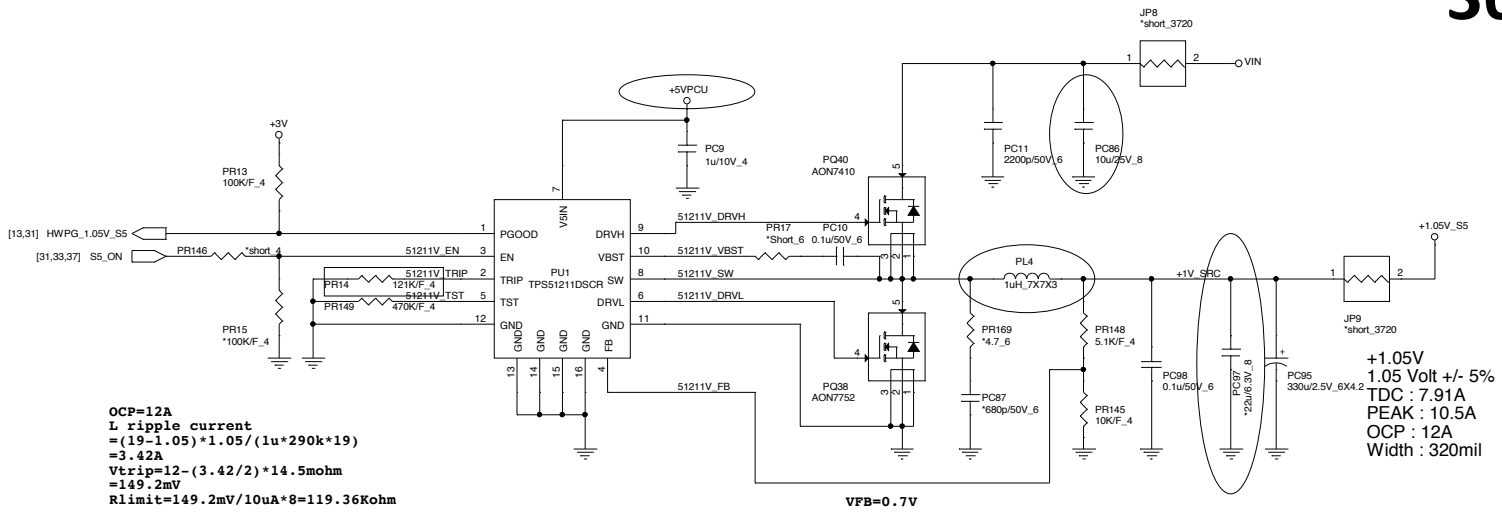 JP8
*short_3720
1
2
VIN
+5VPCU
+3V
PC9
1u/10V_4
PC11
2200p/50V_6
PC86
10u/25V_8
PR13
100K/F_4
PQ40
AON7410
5
7
V5IN
[13,31] HWPG_1.05V_S5
1
PGOOD
DRVH
9
51211V_DRVH
4
PR17
*Short_6
PC10
0.1u/50V_6
[31,33,37] S5_ON
PR146
*short_4
51211V_EN
3
EN
VBST
10
51211V_VBST
3
2
1
PR14
121K/F_4
51211V_TRIP
2
TRIP
PU1
TPS51211DSCR
SW
8
51211V_SW
PL4
1uH_7X7X3
+1V_SRC
1
2
+1.05V_S5
PR149
470K/F_4
51211V_TST
5
TST
DRVL
6
51211V_DRVL
5
12
GND
GND
11
JP9
*short_3720
PR15
*100K/F_4
GND
GND
GND
GND
FB
13
14
15
16
4
4
3
2
1
PQ38
AON7752
PR169
*4.7_6
PR148
5.1K/F_4
PC98
0.1u/50V_6
PC97
*22u/6.3V_8
PC95
330u/2.5V_6X4.2
+
51211V_FB
PC87
*680p/50V_6
PR145
10K/F_4
+1.05V
1.05 Volt +/- 5%
TDC : 7.91A
PEAK : 10.5A
OCP : 12A
Width : 320mil
OCP=12A
L ripple current
=(19-1.05)*1.05/(1u*290k*19)
=3.42A
Vtrip=12-(3.42/2)*14.5mohm
=149.2mV
Rlimit=149.2mV/10uA*8=119.36Kohm
VFB=0.7V